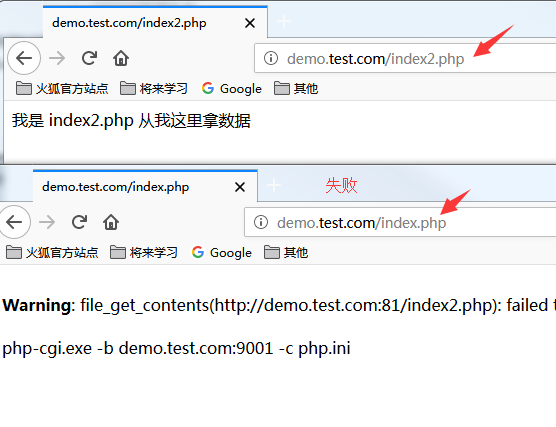 demo.test.com/index2.php
demo.test.com/index2.php
火狐官方站点 将来学习 Google 其他
我是 index2.php 从我这里拿数据
demo.test.com/index.php 失败
demo.test.com/index.php
火狐官方站点 将来学习 Google 其他
Warning: file_get_contents(http://demo.test.com:81/index2.php): failed t
php-cgi.exe -b demo.test.com:9001 -c php.ini